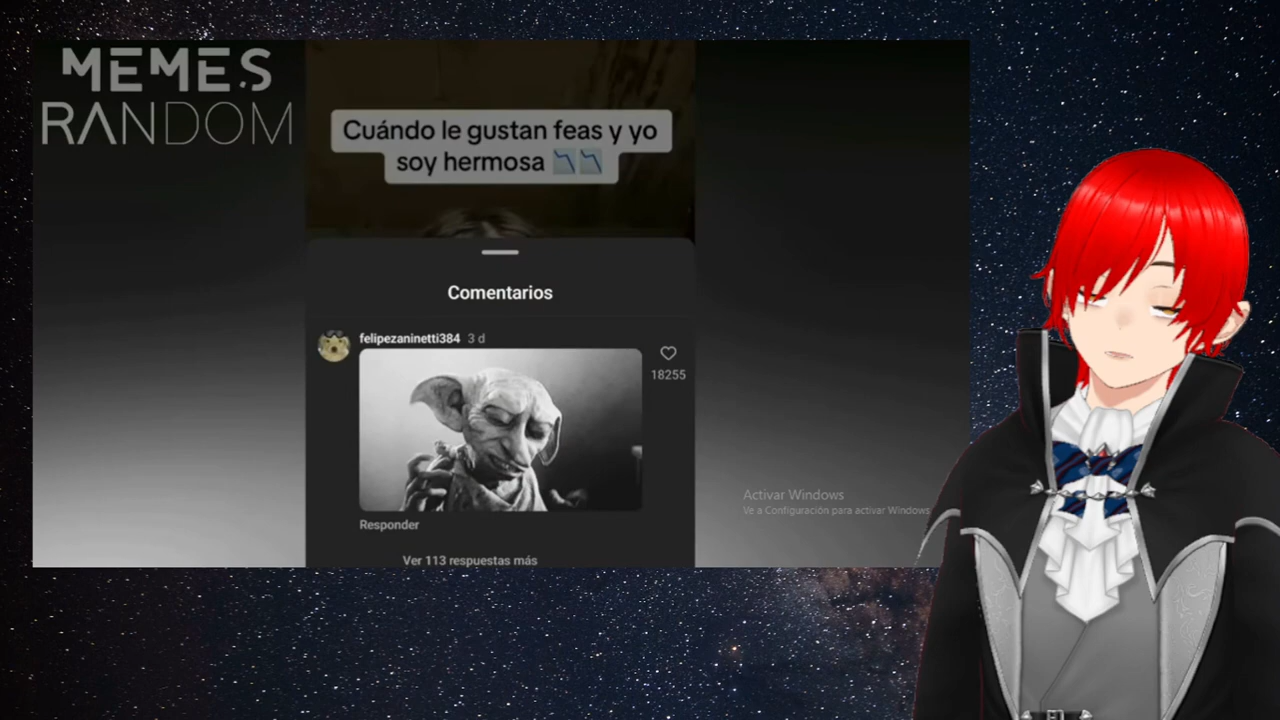 MEMES
RANDOM
Cuándo le gustan feas y yo
soy hermosa 📉📉
Comentarios
felipezaninetti384 3 d
18255
Responder
Ver 113 respuestas más
Activar Windows
Ve a Configuración para activar Windows